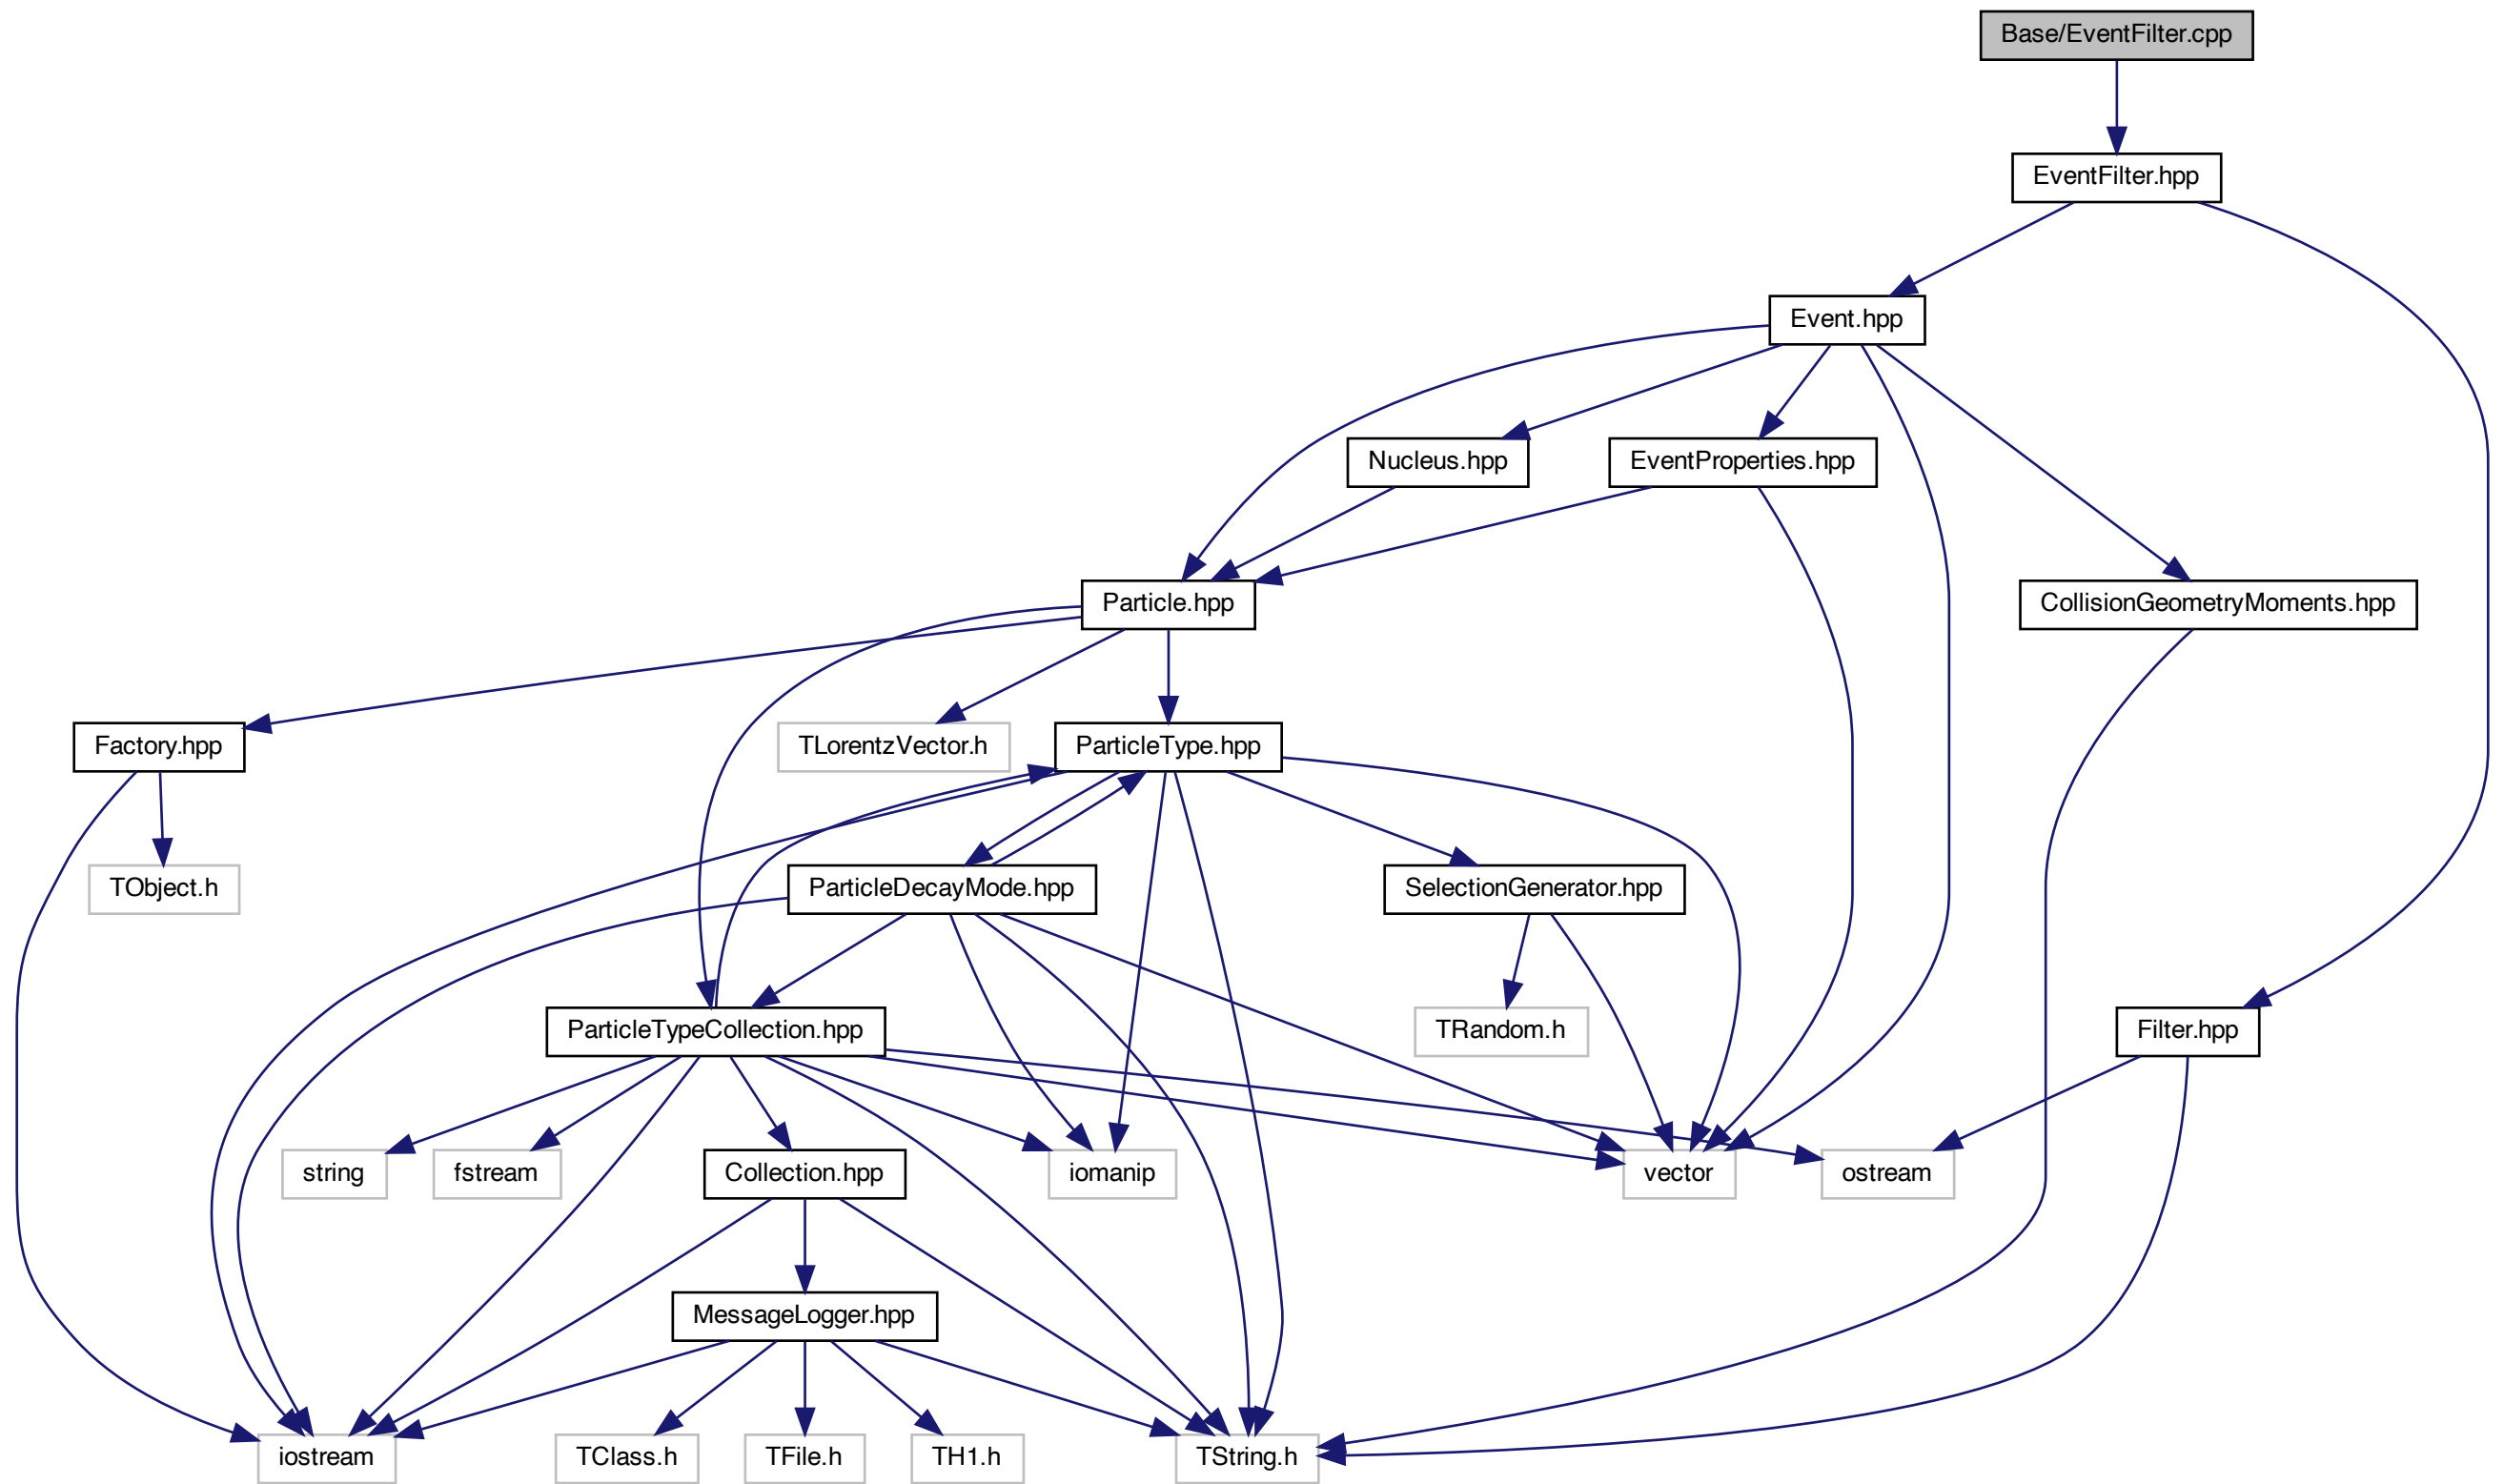 Base/EventFilter.cpp
EventFilter.hpp
Event.hpp
Nucleus.hpp
EventProperties.hpp
Particle.hpp
CollisionGeometryMoments.hpp
Factory.hpp
TLorentzVector.h
ParticleType.hpp
TObject.h
ParticleDecayMode.hpp
SelectionGenerator.hpp
ParticleTypeCollection.hpp
TRandom.h
Filter.hpp
string
fstream
Collection.hpp
iomanip
vector
ostream
MessageLogger.hpp
iostream
TClass.h
TFile.h
TH1.h
TString.h